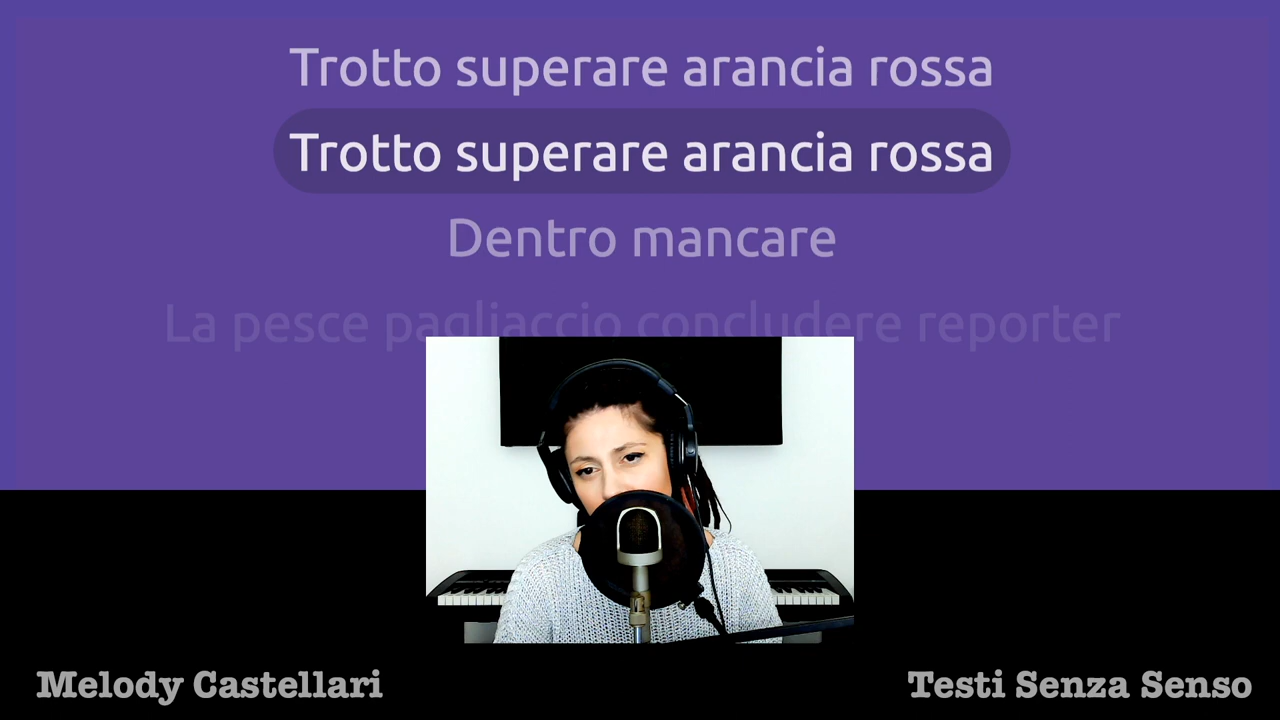 Trotto superare arancia rossa
Trotto superare arancia rossa
Dentro mancare
La pesce pagliaccio concludere reporter
Melody Castellari
Testi Senza Senso